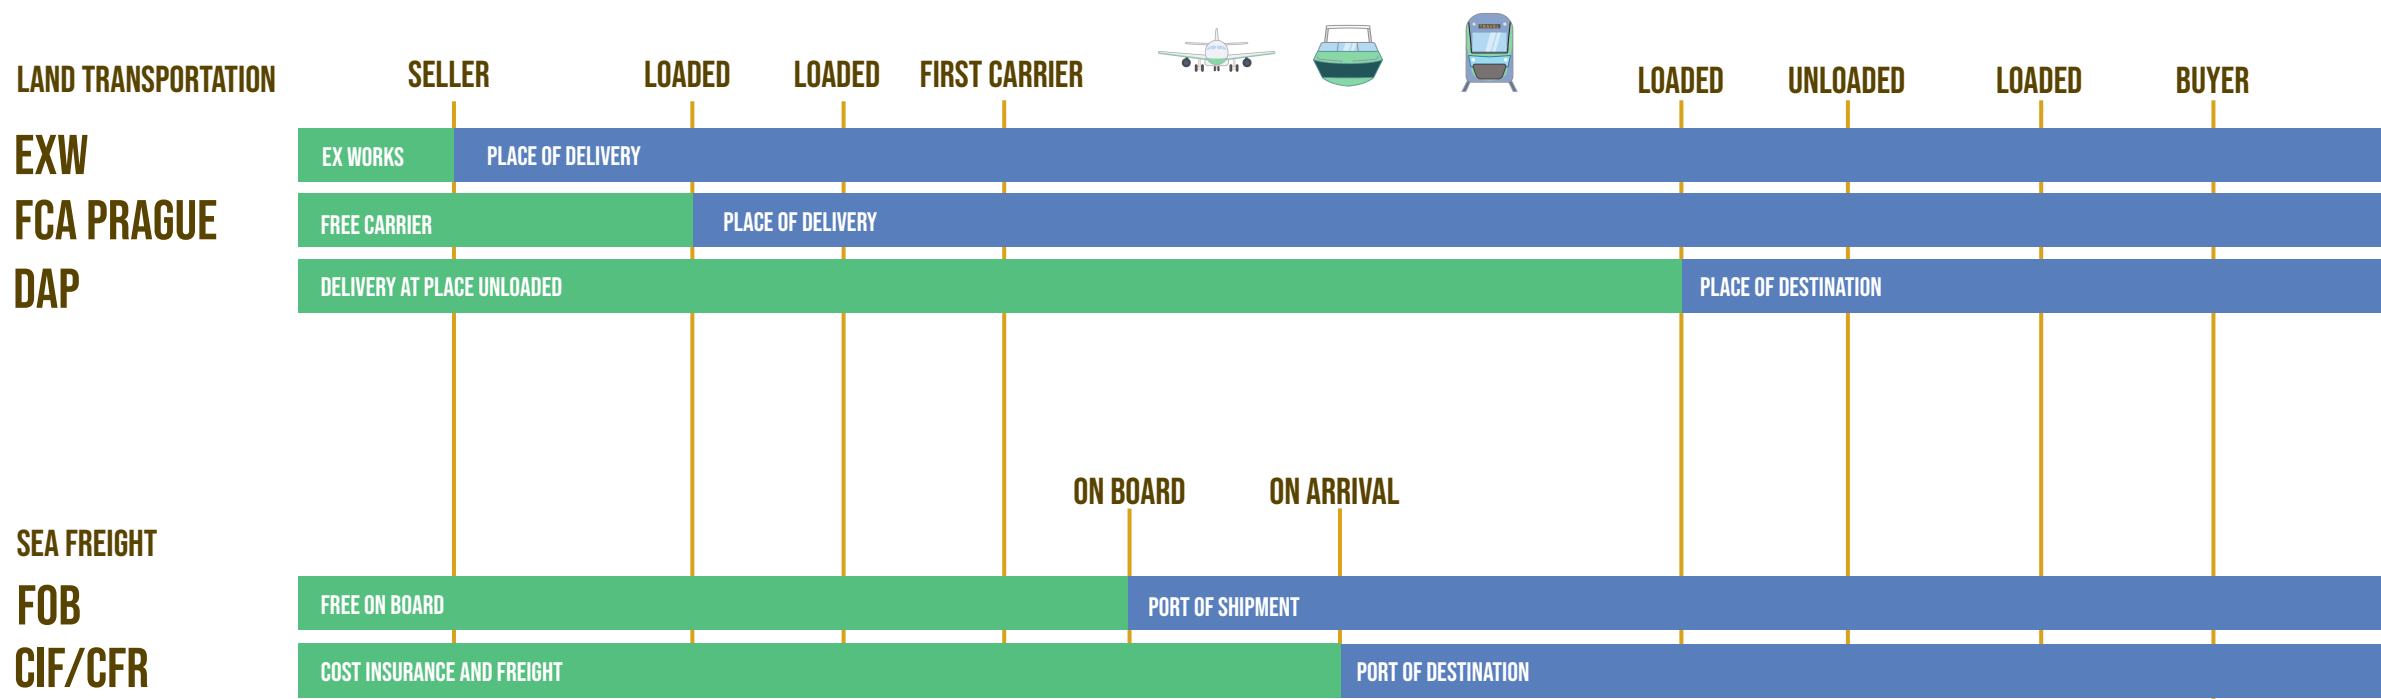 LAND TRANSPORTATION
SELLER
LOADED
LOADED
FIRST CARRIER
LOADED
UNLOADED
LOADED
BUYER
EXW
EX WORKS
PLACE OF DELIVERY
FCA PRAGUE
FREE CARRIER
PLACE OF DELIVERY
DAP
DELIVERY AT PLACE UNLOADED
PLACE OF DESTINATION
ON BOARD
ON ARRIVAL
SEA FREIGHT
FOB
FREE ON BOARD
PORT OF SHIPMENT
CIF/CFR
COST INSURANCE AND FREIGHT
PORT OF DESTINATION